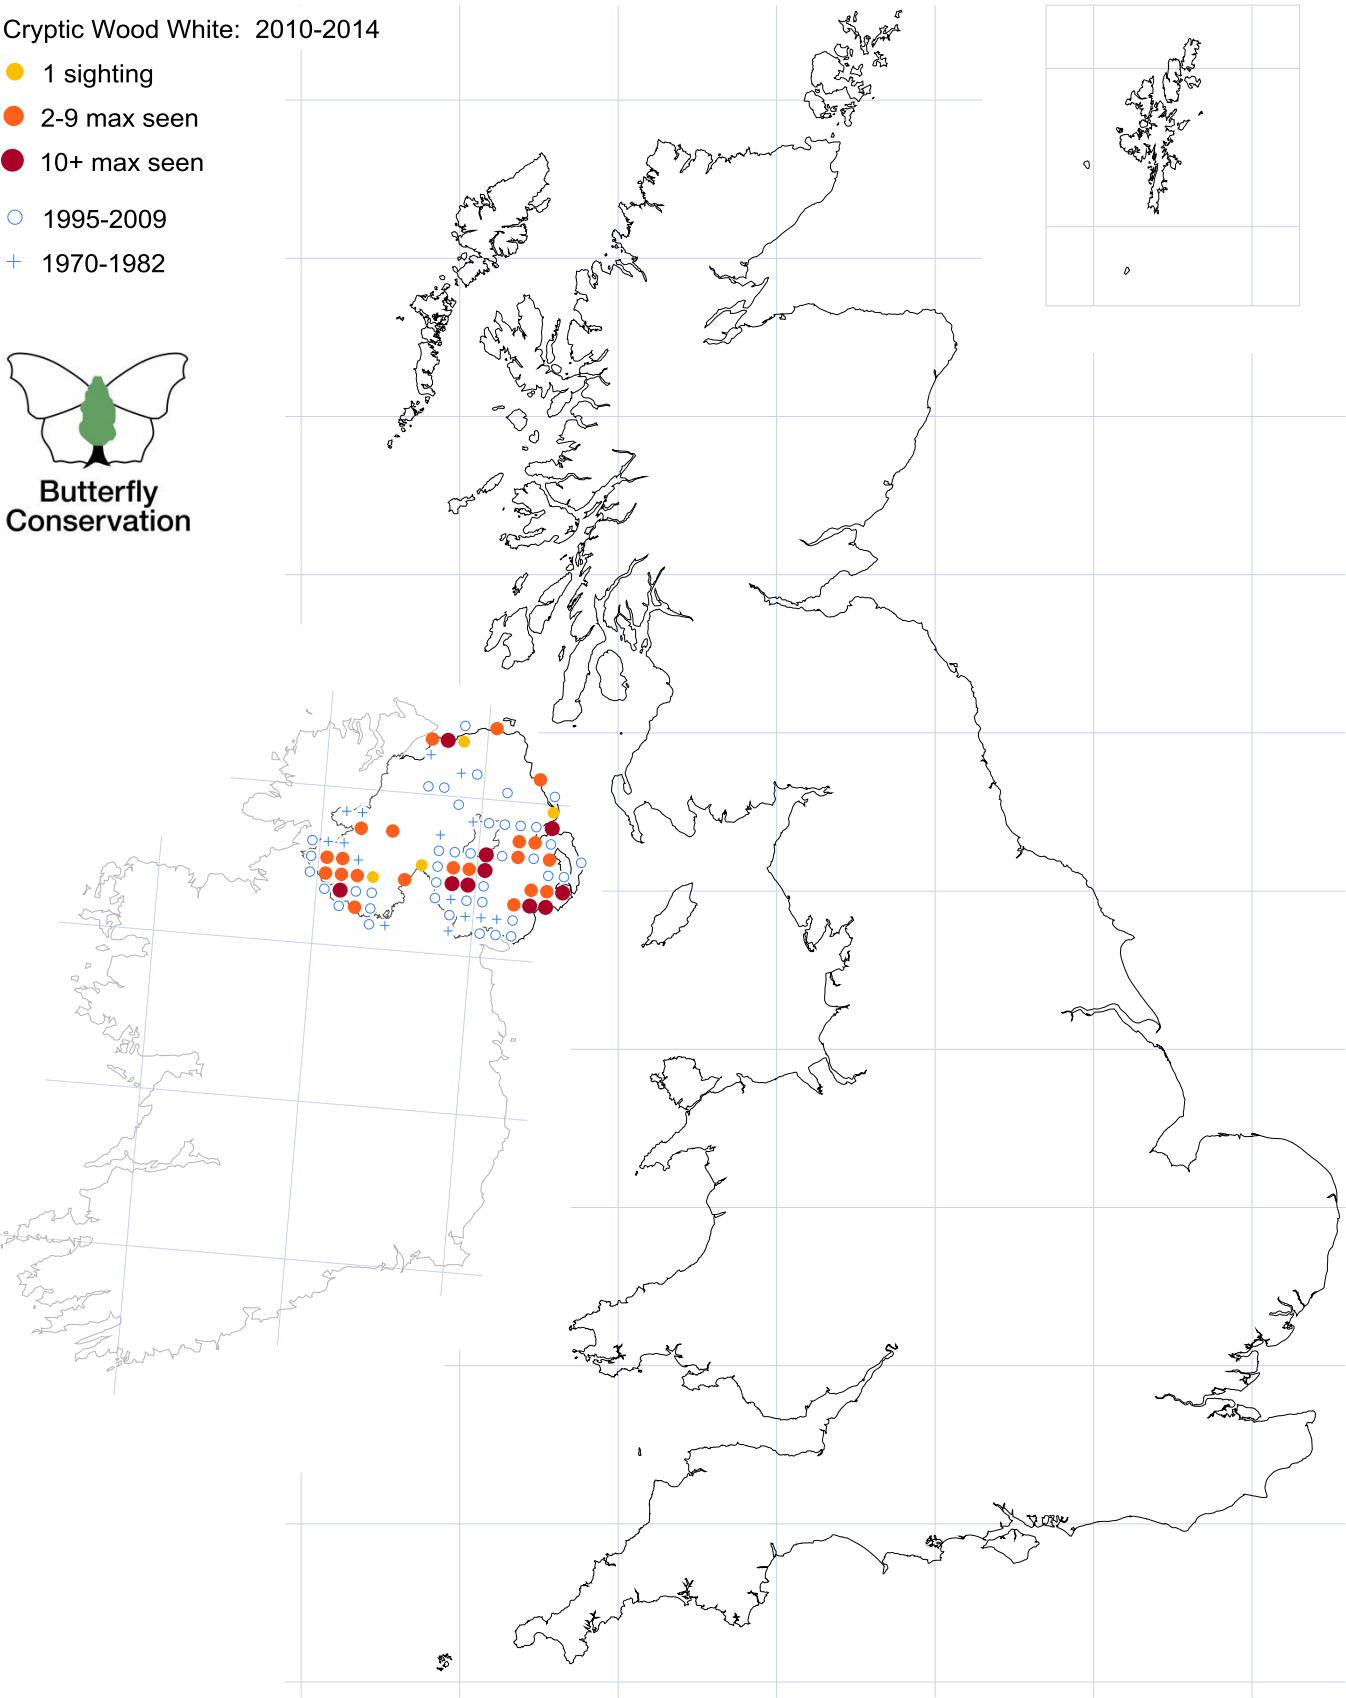 Cryptic Wood White: 2010-2014
1 sighting
2-9 max seen
10+ max seen
1995-2009
1970-1982
Butterfly
Conservation